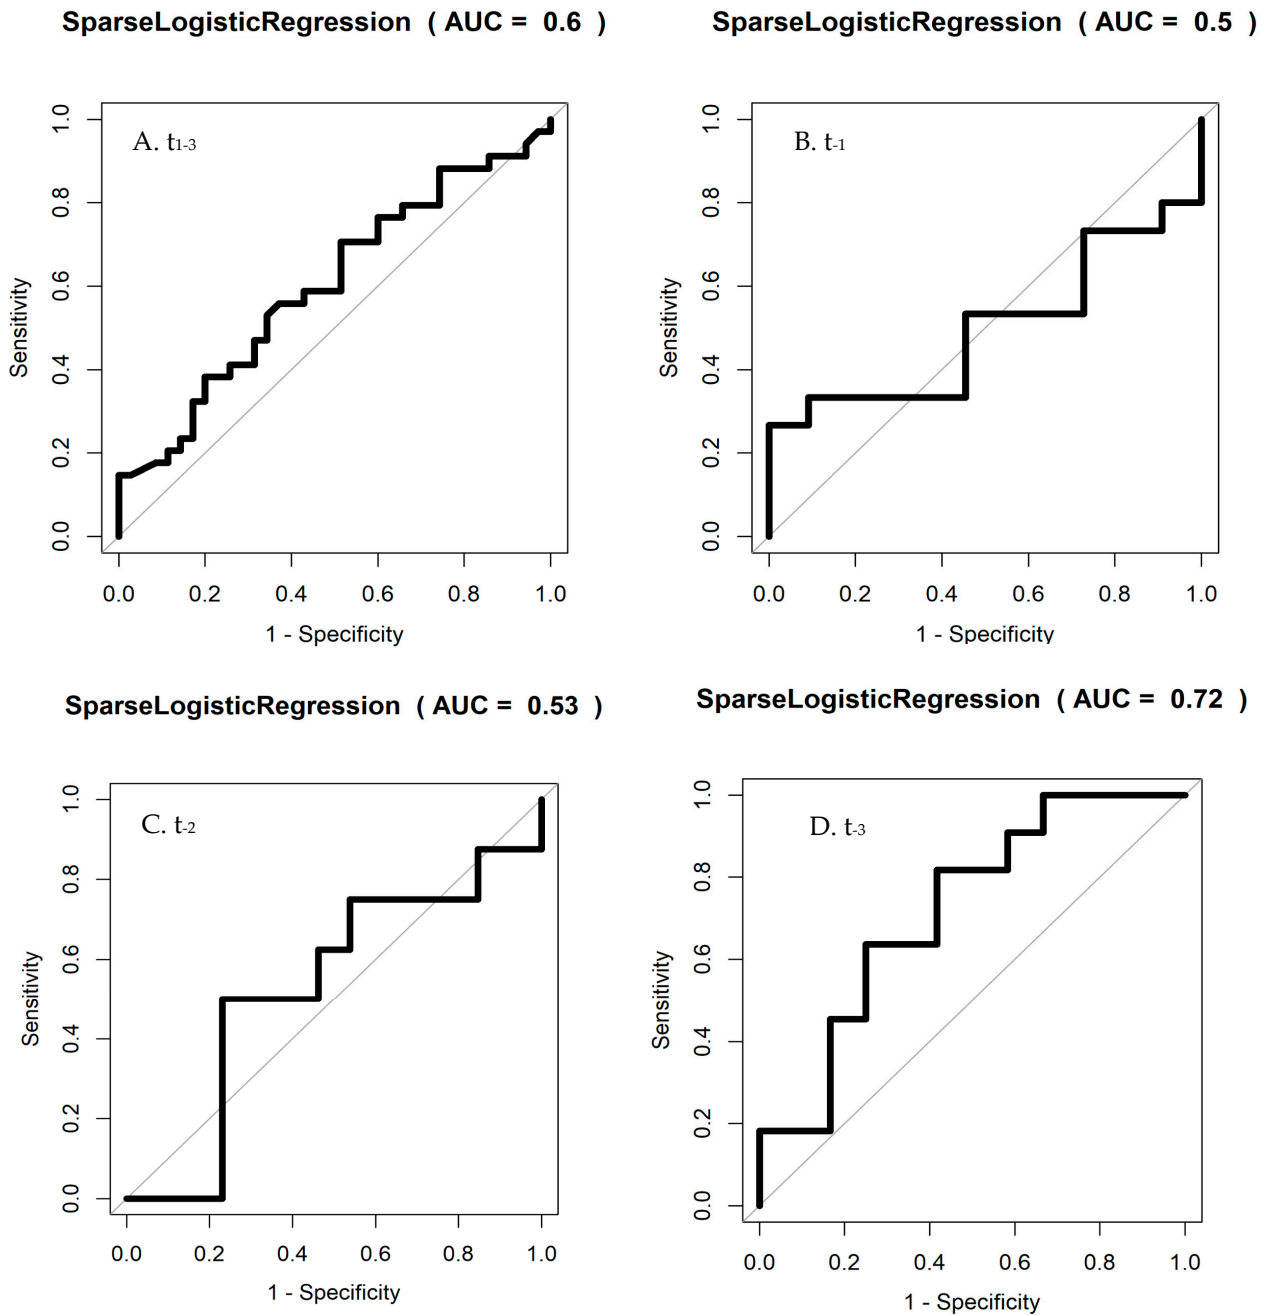 SparseLogisticRegression ( AUC = 0.6 )
A. t1-3
1.0
0.8
0.6
0.4
0.2
0.0
Sensitivity
0.0 0.2 0.4 0.6 0.8 1.0
1 - Specificity
SparseLogisticRegression ( AUC = 0.5 )
B. t-1
1.0
0.8
0.6
0.4
0.2
0.0
Sensitivity
0.0 0.2 0.4 0.6 0.8 1.0
1 - Specificity
SparseLogisticRegression ( AUC = 0.53 )
C. t-2
1.0
0.8
0.6
0.4
0.2
0.0
Sensitivity
0.0 0.2 0.4 0.6 0.8 1.0
1 - Specificity
SparseLogisticRegression ( AUC = 0.72 )
D. t-3
1.0
0.8
0.6
0.4
0.2
0.0
Sensitivity
0.0 0.2 0.4 0.6 0.8 1.0
1 - Specificity